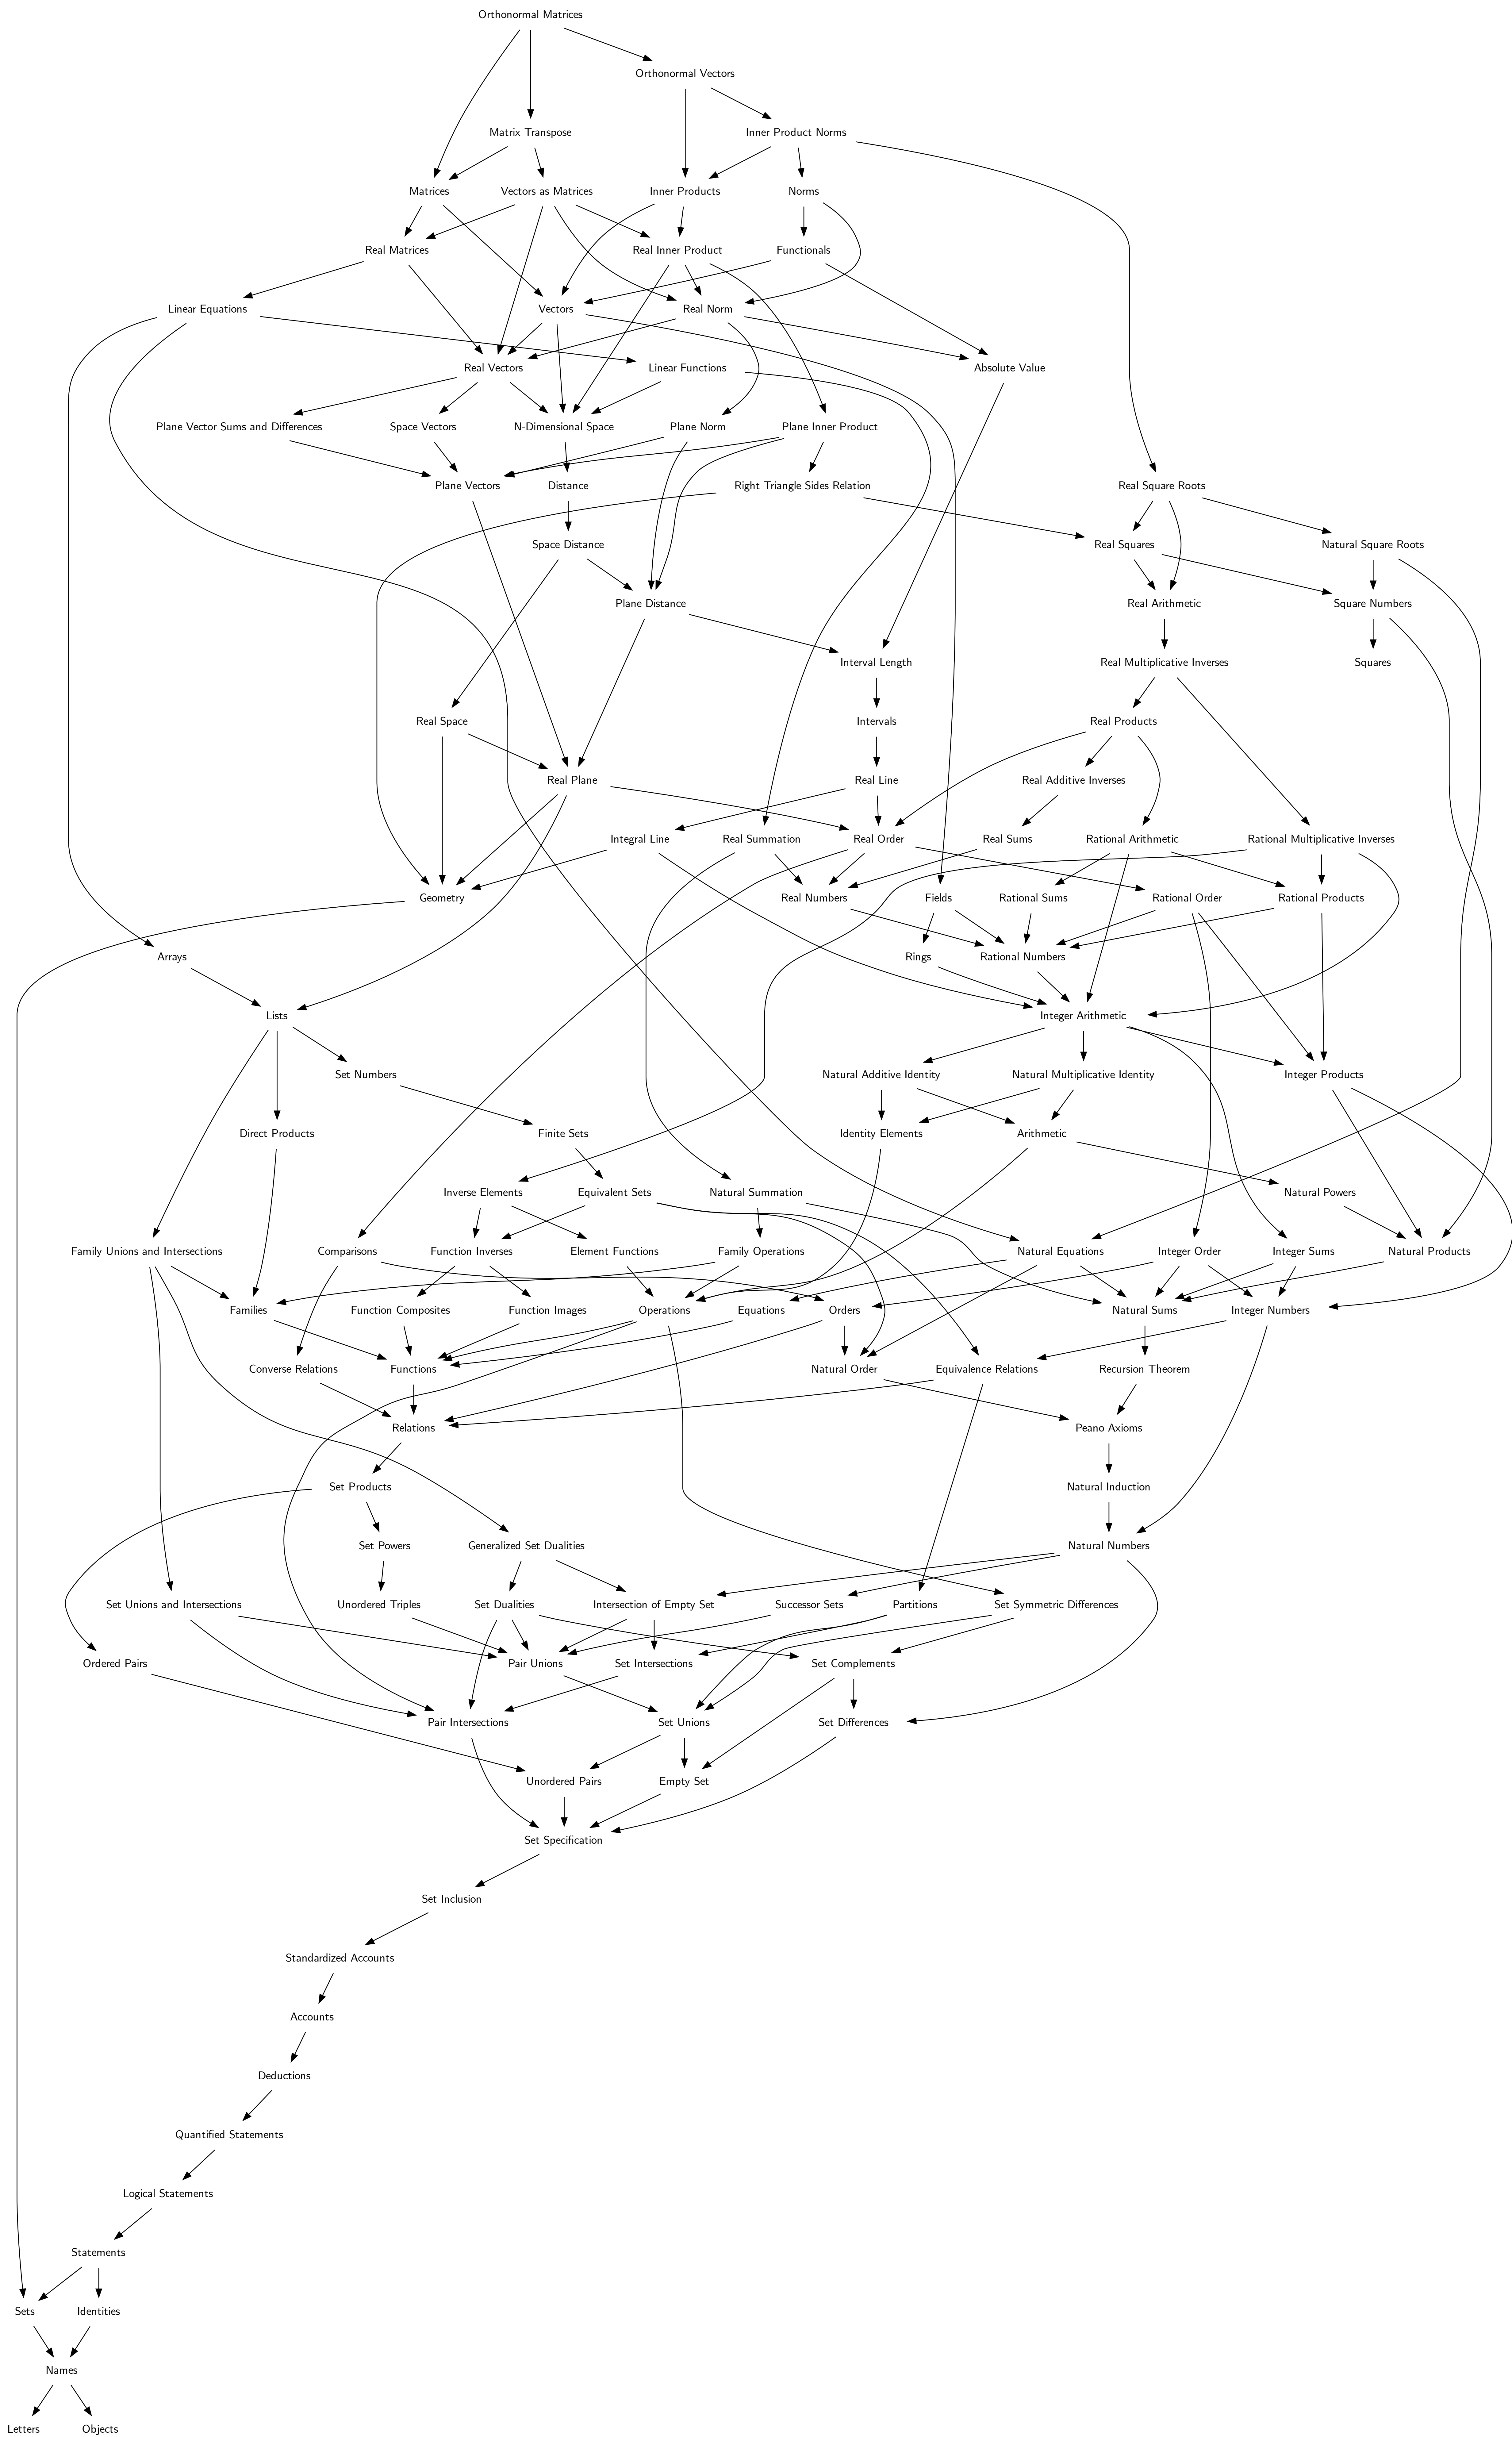 Orthonormal Matrices
Orthonormal Vectors
Matrix Transpose
Inner Product Norms
Matrices
Vectors as Matrices
Inner Products
Norms
Real Matrices
Real Inner Product
Functionals
Linear Equations
Vectors
Real Norm
Real Vectors
Linear Functions
Absolute Value
Plane Vector Sums and Differences
Space Vectors
N-Dimensional Space
Plane Norm
Plane Inner Product
Plane Vectors
Distance
Right Triangle Sides Relation
Real Square Roots
Space Distance
Real Squares
Natural Square Roots
Plane Distance
Real Arithmetic
Square Numbers
Interval Length
Real Multiplicative Inverses
Squares
Real Space
Intervals
Real Products
Real Plane
Real Line
Real Additive Inverses
Integral Line
Real Summation
Real Order
Real Sums
Rational Arithmetic
Rational Multiplicative Inverses
Geometry
Real Numbers
Fields
Rational Sums
Rational Order
Rational Products
Arrays
Rings
Rational Numbers
Lists
Integer Arithmetic
Set Numbers
Natural Additive Identity
Natural Multiplicative Identity
Integer Products
Direct Products
Finite Sets
Identity Elements
Arithmetic
Inverse Elements
Equivalent Sets
Natural Summation
Natural Powers
Family Unions and Intersections
Comparisons
Function Inverses
Element Functions
Family Operations
Natural Equations
Integer Order
Integer Sums
Natural Products
Families
Function Composites
Function Images
Operations
Equations
Orders
Natural Sums
Integer Numbers
Converse Relations
Functions
Natural Order
Equivalence Relations
Recursion Theorem
Relations
Peano Axioms
Set Products
Natural Induction
Set Powers
Generalized Set Dualities
Natural Numbers
Set Unions and Intersections
Unordered Triples
Set Dualities
Intersection of Empty Set
Successor Sets
Partitions
Set Symmetric Differences
Ordered Pairs
Pair Unions
Set Intersections
Set Complements
Pair Intersections
Set Unions
Set Differences
Unordered Pairs
Empty Set
Set Specification
Set Inclusion
Standardized Accounts
Accounts
Deductions
Quantified Statements
Logical Statements
Statements
Sets
Identities
Names
Letters
Objects